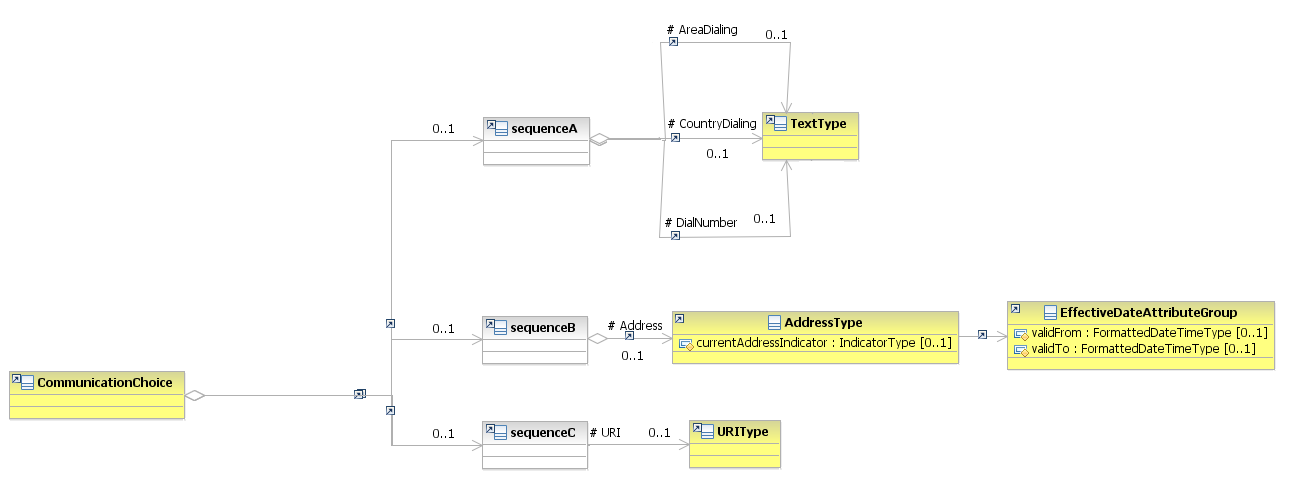 # AreaDialing
0..1
0..1
sequenceA
# CountryDialing
0..1
TextType
# DialNumber
0..1
0..1
sequenceB
# Address
0..1
AddressType
currentAddressIndicator : IndicatorType [0..1]
EffectiveDateAttributeGroup
validFrom : FormattedDateTimeType [0..1]
validTo : FormattedDateTimeType [0..1]
CommunicationChoice
0..1
sequenceC
# URI
0..1
URIType